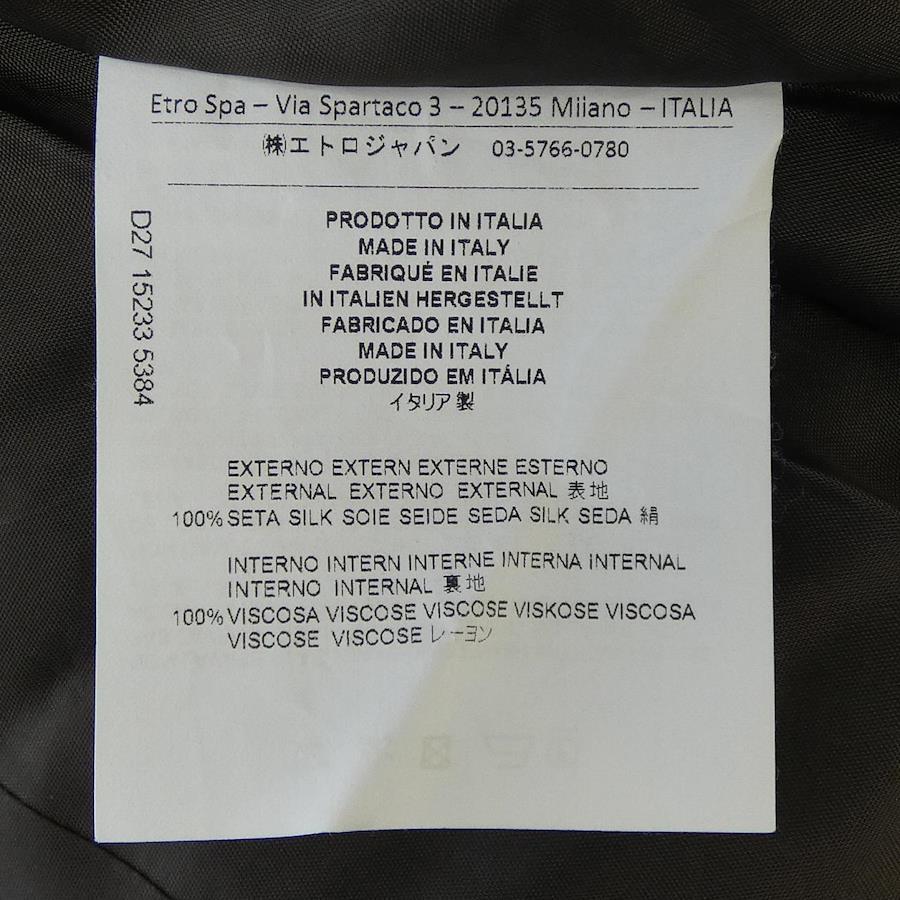 Etro Spa – Via Spartaco 3 – 20135 Milano – ITALIA
㈱エトロジャパン 03-5766-0780
D27 15233 5384
PRODOTTO IN ITALIA
MADE IN ITALY
FABRIQUÉ EN ITALIE
IN ITALIEN HERGESTELLT
FABRICADO EN ITALIA
MADE IN ITALY
PRODUZIDO EM ITÁLIA
イタリア製
EXTERNO EXTERN EXTERNE ESTERNO
EXTERNAL EXTERNO EXTERNAL 表地
100% SETA SILK SOIE SEIDE SEDA SILK SEDA 絹
INTERNO INTERN INTERNE INTERNA INTERNAL
INTERNO INTERNAL 裏地
100% VISCOSA VISCOSE VISCOSE VISKOSE VISCOSA
VISCOSE VISCOSE レーヨン